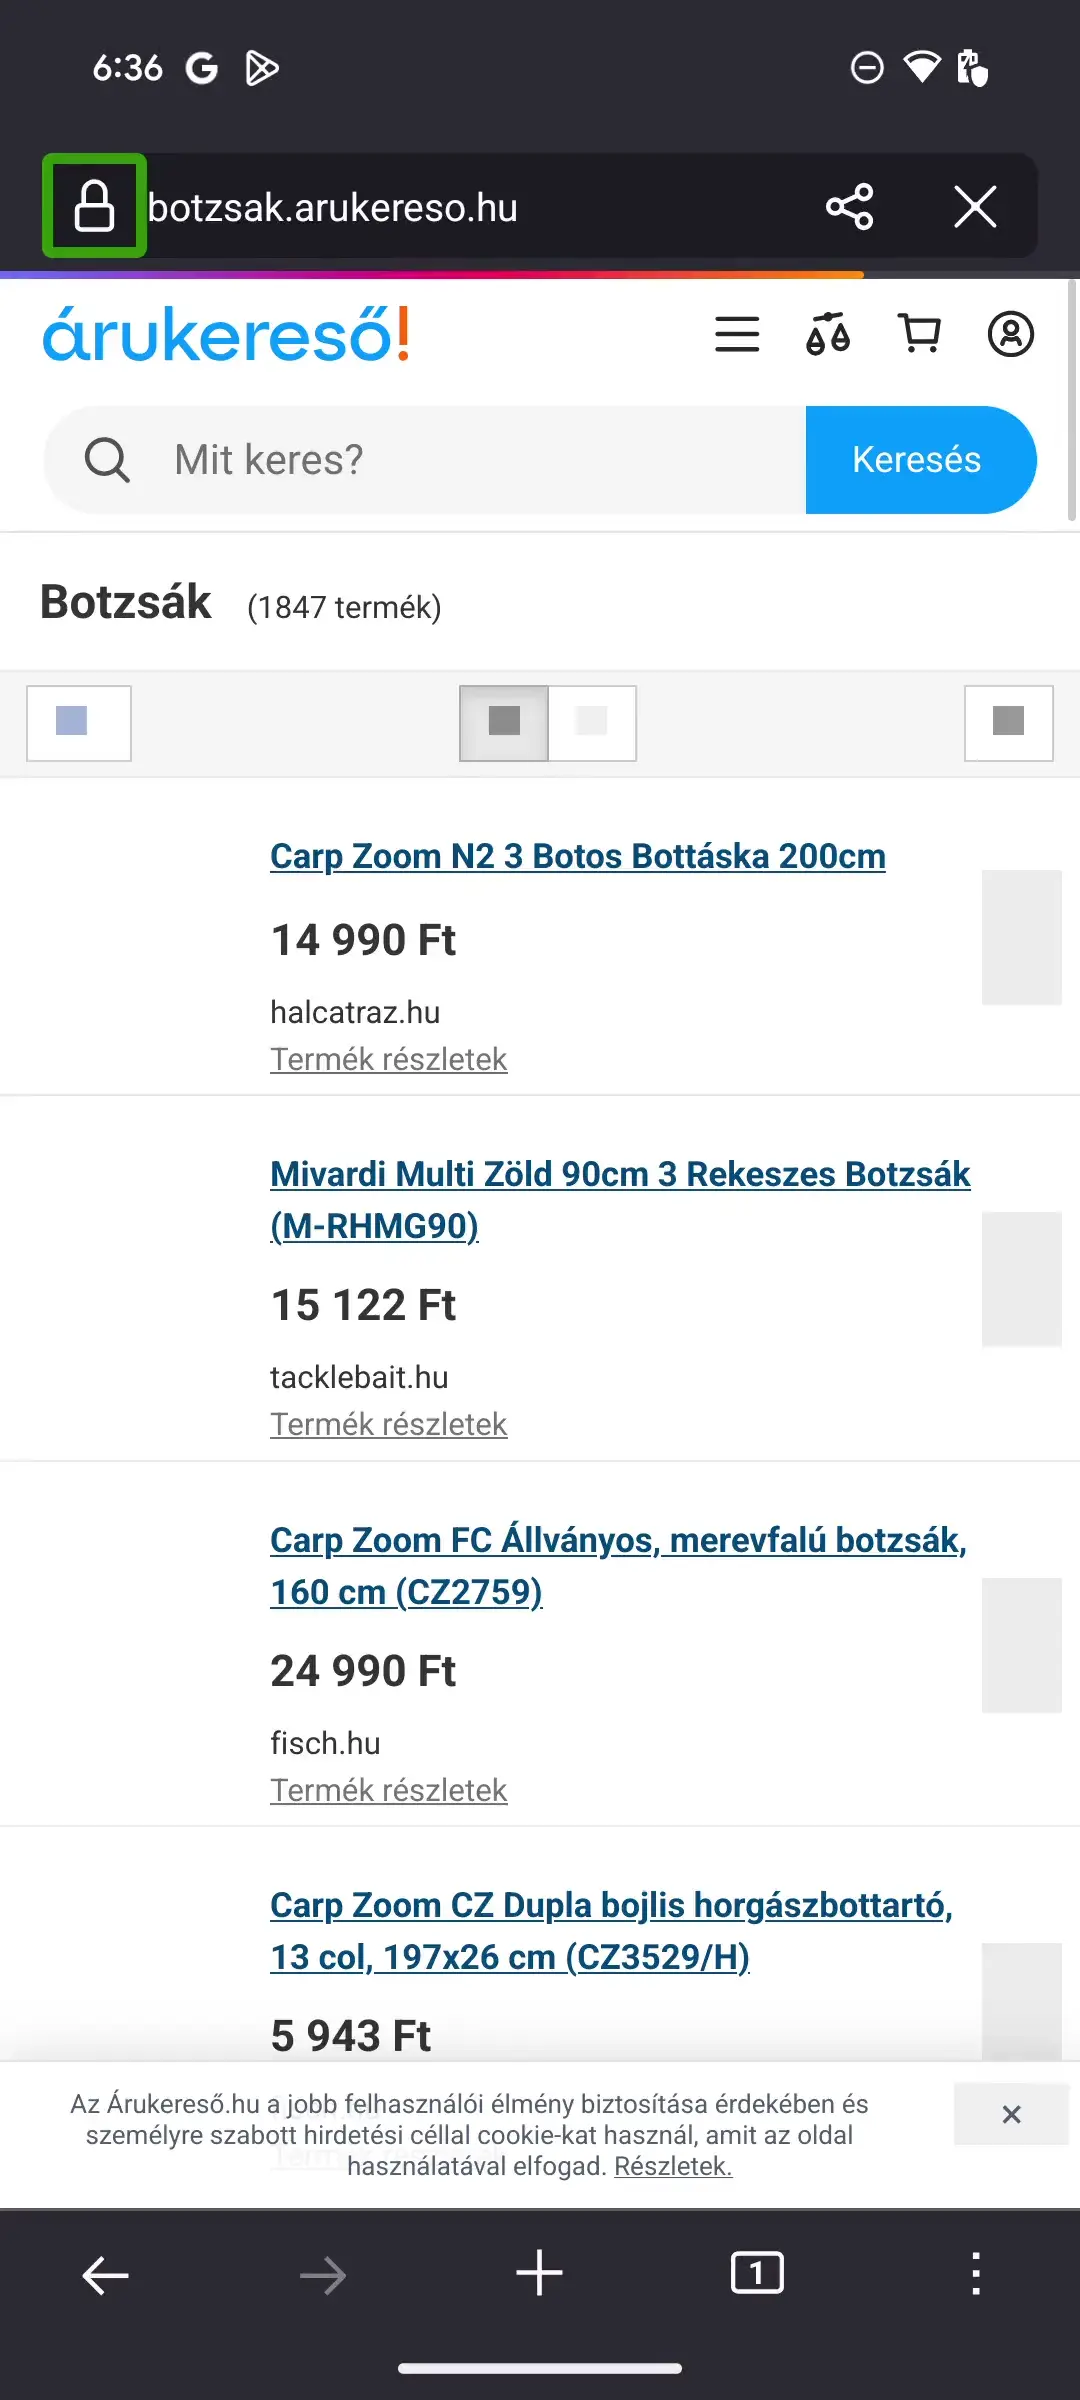 6:36
botzsak.arukereso.hu
árukereső!
Mit keres?
Keresés
Botzsák (1847 termék)
Carp Zoom N2 3 Botos Bottáska 200cm
14 990 Ft
halcatraz.hu
Termék részletek
Mivardi Multi Zöld 90cm 3 Rekeszes Botzsák
(M-RHMG90)
15 122 Ft
tacklebait.hu
Termék részletek
Carp Zoom FC Állványos, merevfalú botzsák,
160 cm (CZ2759)
24 990 Ft
fisch.hu
Termék részletek
Carp Zoom CZ Dupla bojlis horgászbottartó,
13 col, 197x26 cm (CZ3529/H)
5 943 Ft
Az Árukereső.hu a jobb felhasználói élmény biztosítása érdekében és
személyre szabott hirdetési céllal cookie-kat használ, amit az oldal
használatával elfogad. Részletek.
1